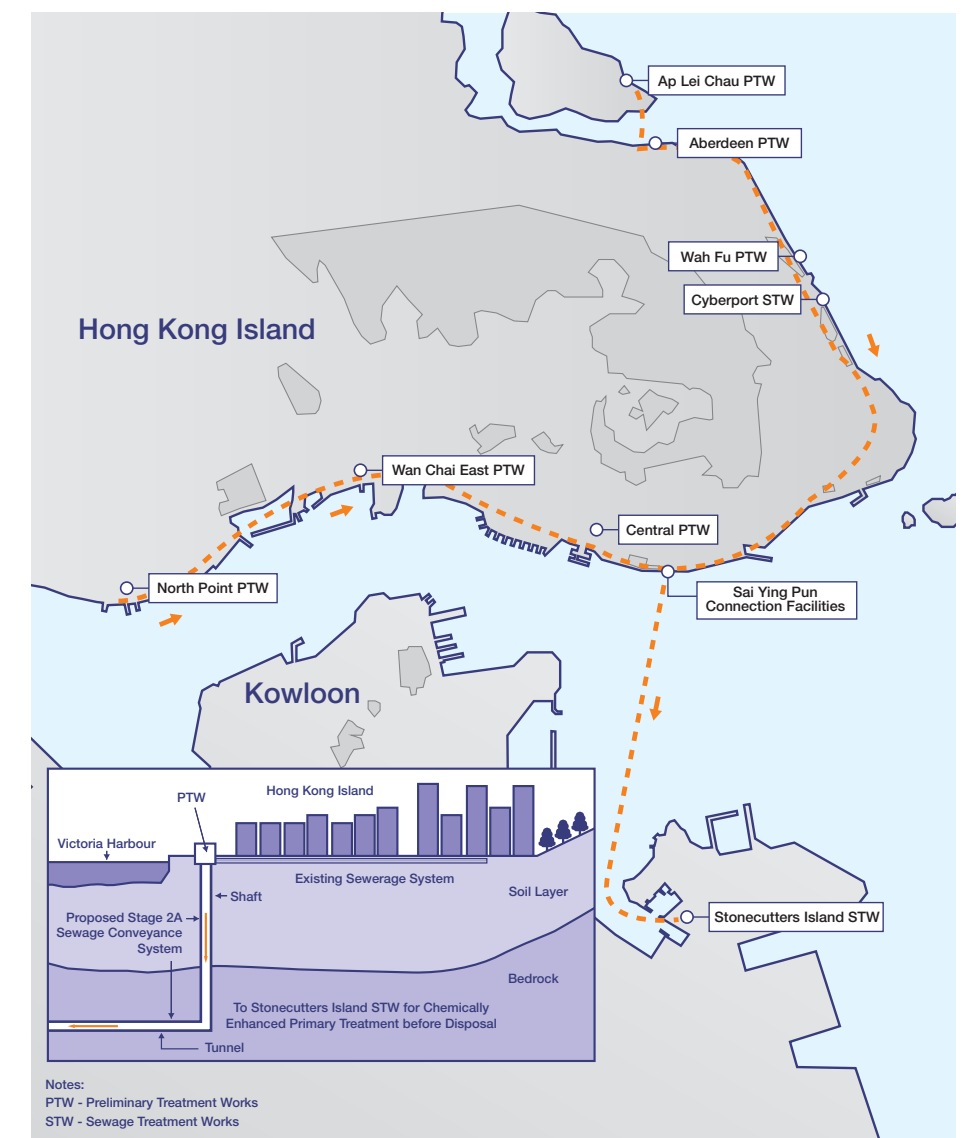 Ap Lei Chau PTW
Aberdeen PTW
Wah Fu PTW
Cyberport STW
Hong Kong Island
Wan Chai East PTW
Central PTW
North Point PTW
Sai Ying Pun
Connection Facilities
Kowloon
Stonecutters Island STW
PTW
Hong Kong Island
Victoria Harbour
Existing Sewerage System
Soil Layer
Shaft
Proposed Stage 2A
Sewage Conveyance
System
Bedrock
To Stonecutters Island STW for Chemically
Enhanced Primary Treatment before Disposal
Tunnel
Notes:
PTW - Preliminary Treatment Works
STW - Sewage Treatment Works